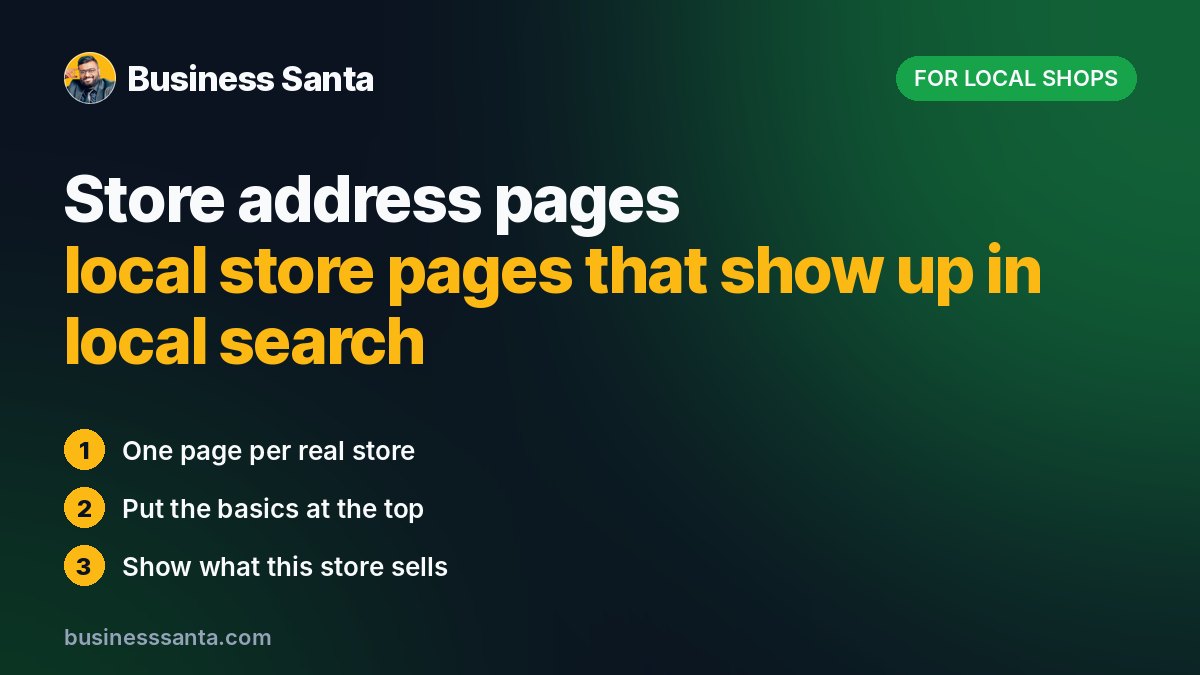 Business Santa
FOR LOCAL SHOPS
Store address pages
local store pages that show up in
local search
1 One page per real store
2 Put the basics at the top
3 Show what this store sells
businesssanta.com